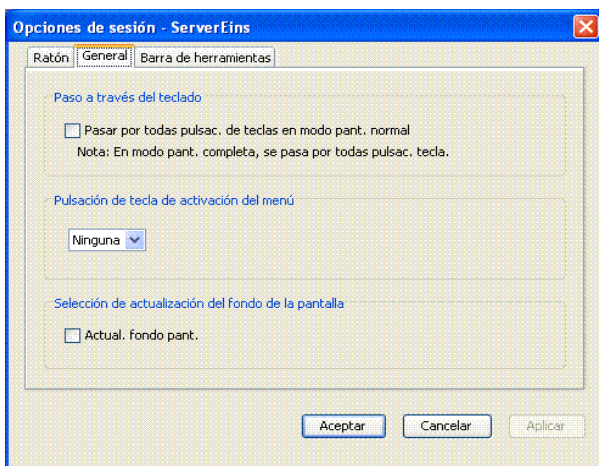 Opciones de sesión - ServerEins
Ratón General Barra de herramientas
Paso a través del teclado
Pasar por todas pulsac. de teclas en modo pant. normal
Nota: En modo pant. completa, se pasa por todas pulsac. tecla.
Pulsación de tecla de activación del menú
Ninguna
Selección de actualización del fondo de la pantalla
Actual. fondo pant.
Aceptar Cancelar Aplicar